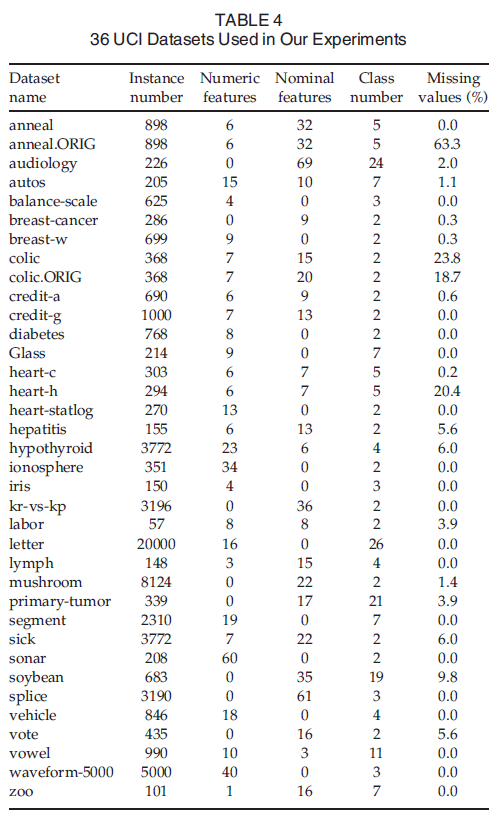 TABLE 4
36 UCI Datasets Used in Our Experiments
Dataset name Instance number Numeric features Nominal features Class number Missing values (%)
anneal 898 6 32 5 0.0
anneal.ORIG 898 6 32 5 63.3
audiology 226 0 69 24 2.0
autos 205 15 10 7 1.1
balance-scale 625 4 0 3 0.0
breast-cancer 286 0 9 2 0.3
breast-w 699 9 0 2 0.3
colic 368 7 15 2 23.8
colic.ORIG 368 7 20 2 18.7
credit-a 690 6 9 2 0.6
credit-g 1000 7 13 2 0.0
diabetes 768 8 0 2 0.0
Glass 214 9 0 7 0.0
heart-c 303 6 7 5 0.2
heart-h 294 6 7 5 20.4
heart-statlog 270 13 0 2 0.0
hepatitis 155 6 13 2 5.6
hypothyroid 3772 23 6 4 6.0
ionosphere 351 34 0 2 0.0
iris 150 4 0 3 0.0
kr-vs-kp 3196 0 36 2 0.0
labor 57 8 8 2 3.9
letter 20000 16 0 26 0.0
lymph 148 3 15 4 0.0
mushroom 8124 0 22 2 1.4
primary-tumor 339 0 17 21 3.9
segment 2310 19 0 7 0.0
sick 3772 7 22 2 6.0
sonar 208 60 0 2 0.0
soybean 683 0 35 19 9.8
splice 3190 0 61 3 0.0
vehicle 846 18 0 4 0.0
vote 435 0 16 2 5.6
vowel 990 10 3 11 0.0
waveform-5000 5000 40 0 3 0.0
zoo 101 1 16 7 0.0